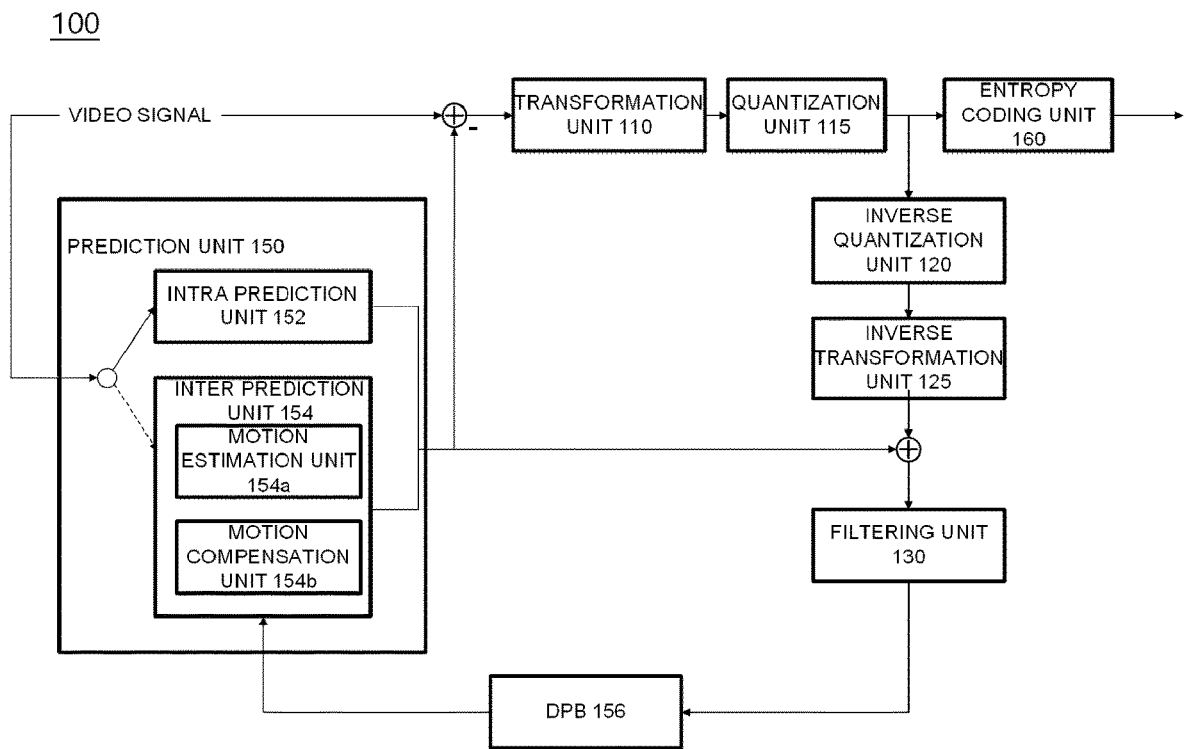 100
VIDEO SIGNAL
-
TRANSFORMATION
UNIT 110
QUANTIZATION
UNIT 115
ENTROPY
CODING UNIT
160
INVERSE
QUANTIZATION
UNIT 120
INVERSE
TRANSFORMATION
UNIT 125
PREDICTION UNIT 150
INTRA PREDICTION
UNIT 152
INTER PREDICTION
UNIT 154
MOTION
ESTIMATION UNIT
154a
MOTION
COMPENSATION
UNIT 154b
FILTERING UNIT
130
DPB 156